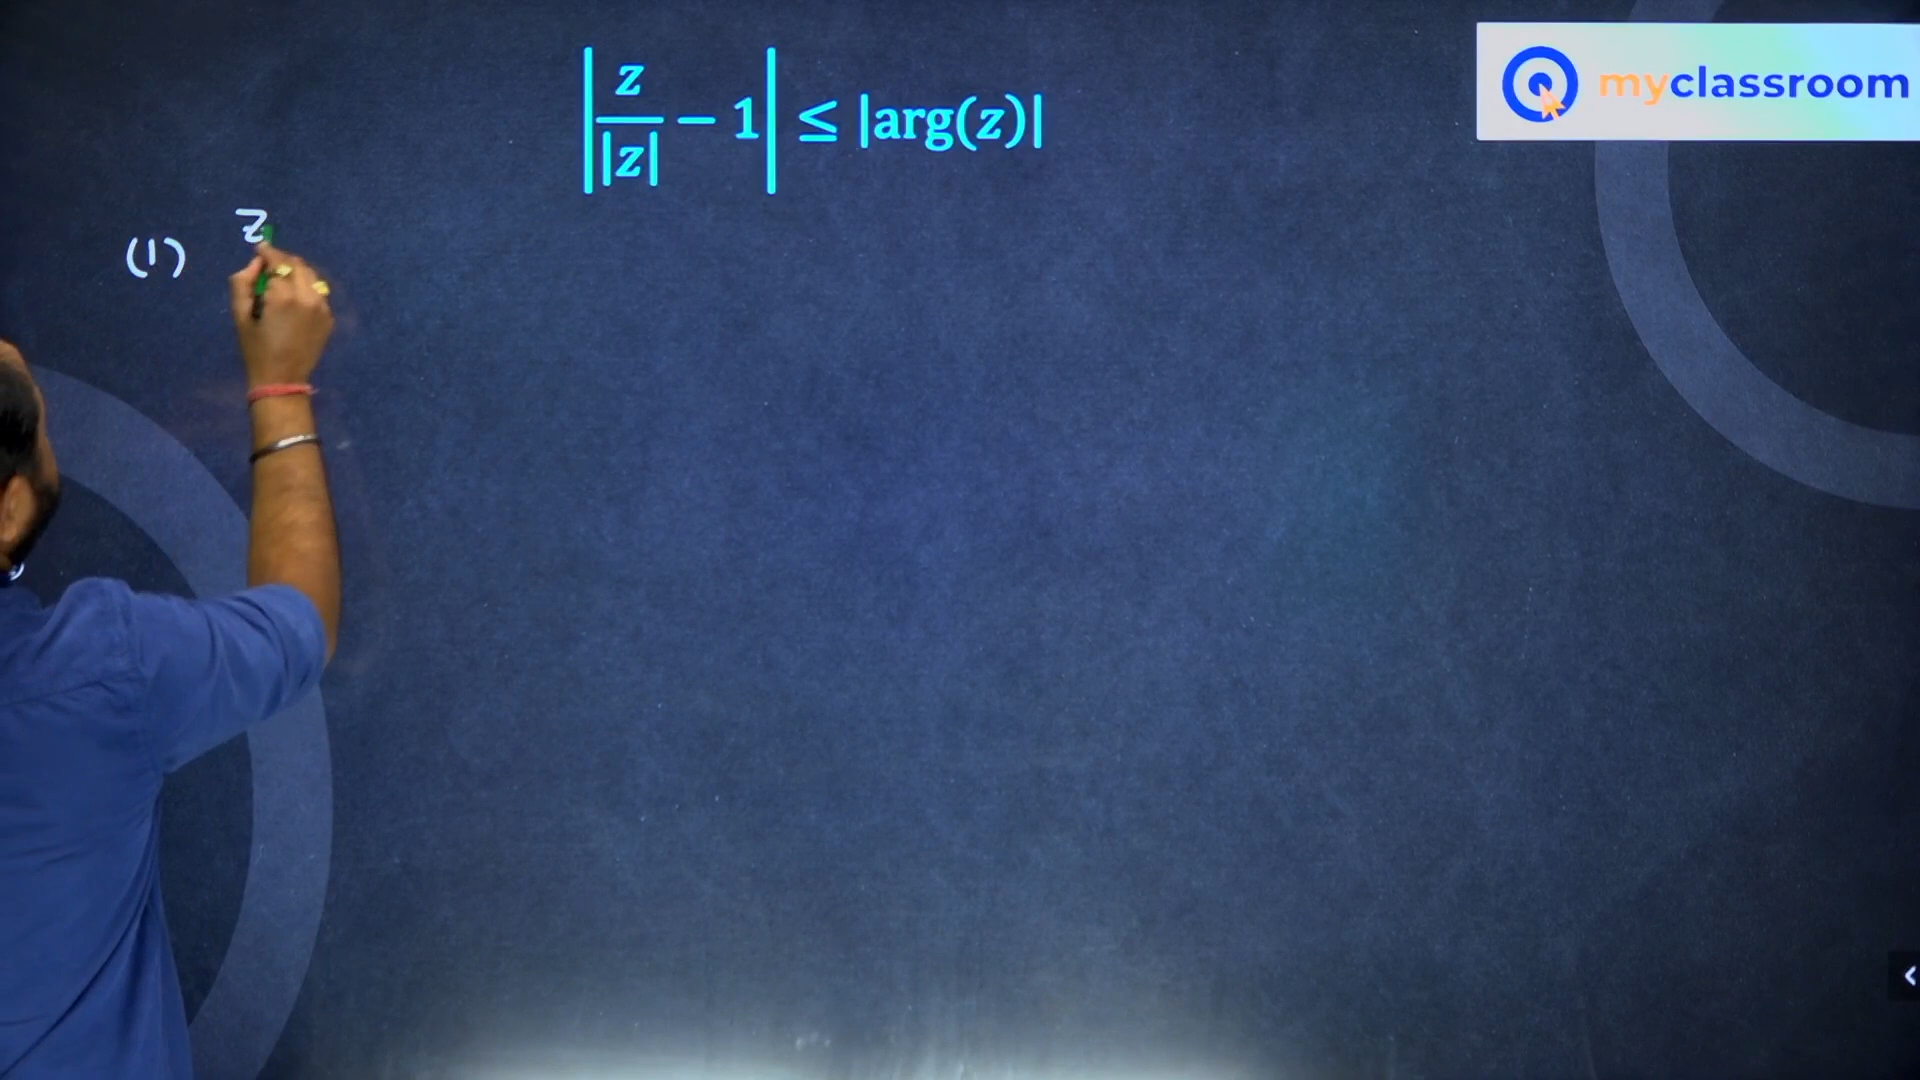 |z/|z| − 1| ≤ |arg(z)|
myclassroom
(1) z